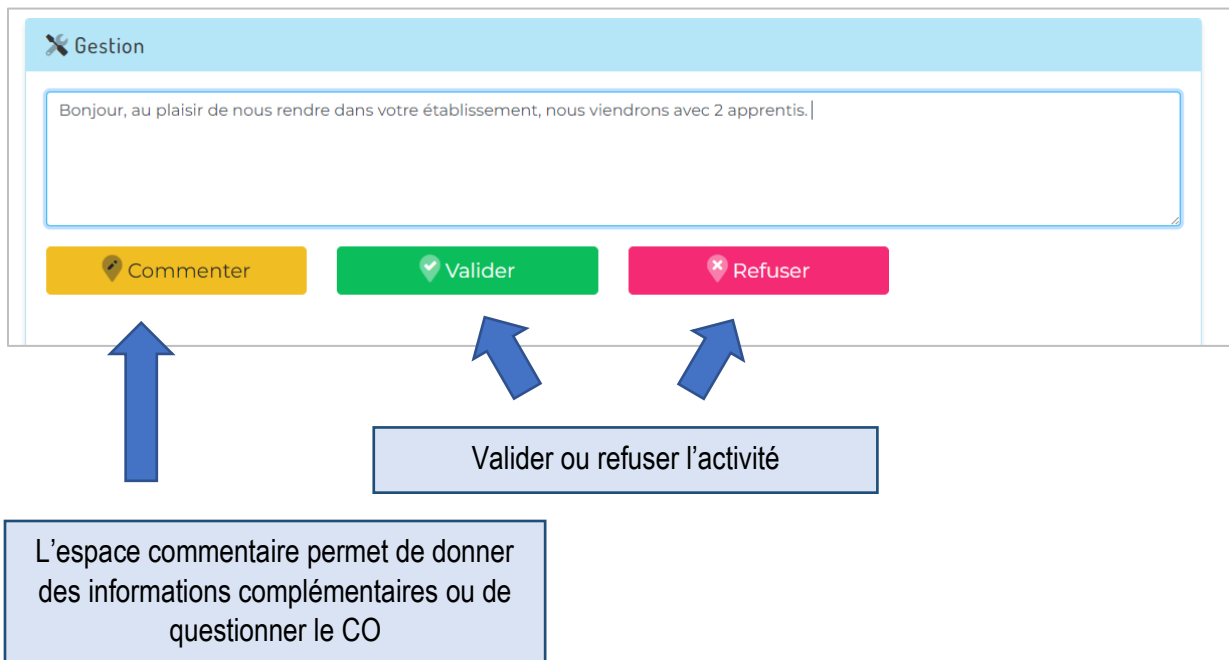 Gestion
Bonjour, au plaisir de nous rendre dans votre établissement, nous viendrons avec 2 apprentis.
Commenter
Valider
Refuser
Valider ou refuser l’activité
L’espace commentaire permet de donner
des informations complémentaires ou de
questionner le CO